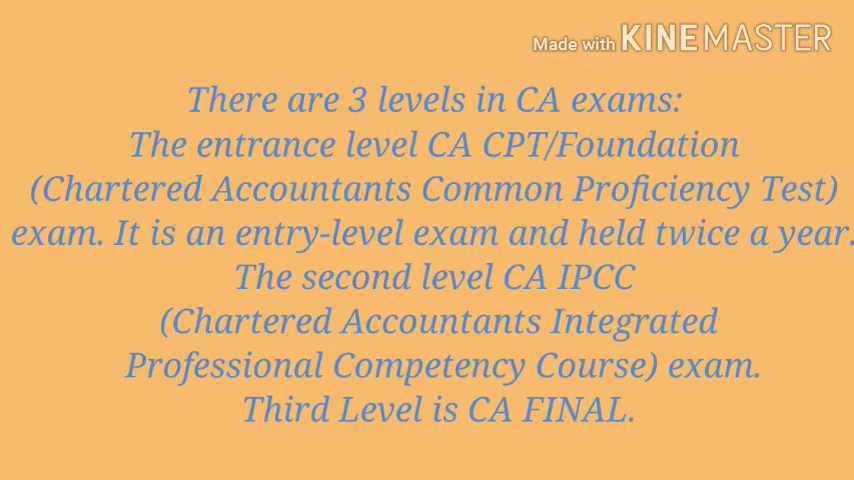 Made with KINEMASTER
There are 3 levels in CA exams:
The entrance level CA CPT/Foundation
(Chartered Accountants Common Proficiency Test)
exam. It is an entry-level exam and held twice a year.
The second level CA IPCC
(Chartered Accountants Integrated
Professional Competency Course) exam.
Third Level is CA FINAL.